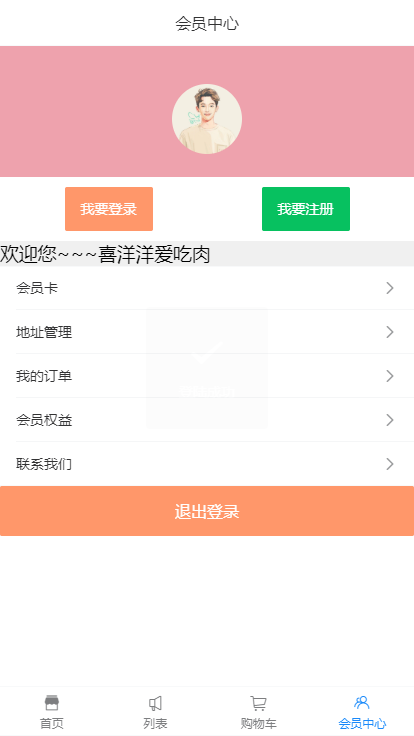 会员中心
我要登录
我要注册
欢迎您~~~喜洋洋爱吃肉
会员卡
地址管理
我的订单
会员权益
联系我们
退出登录
首页
列表
购物车
会员中心